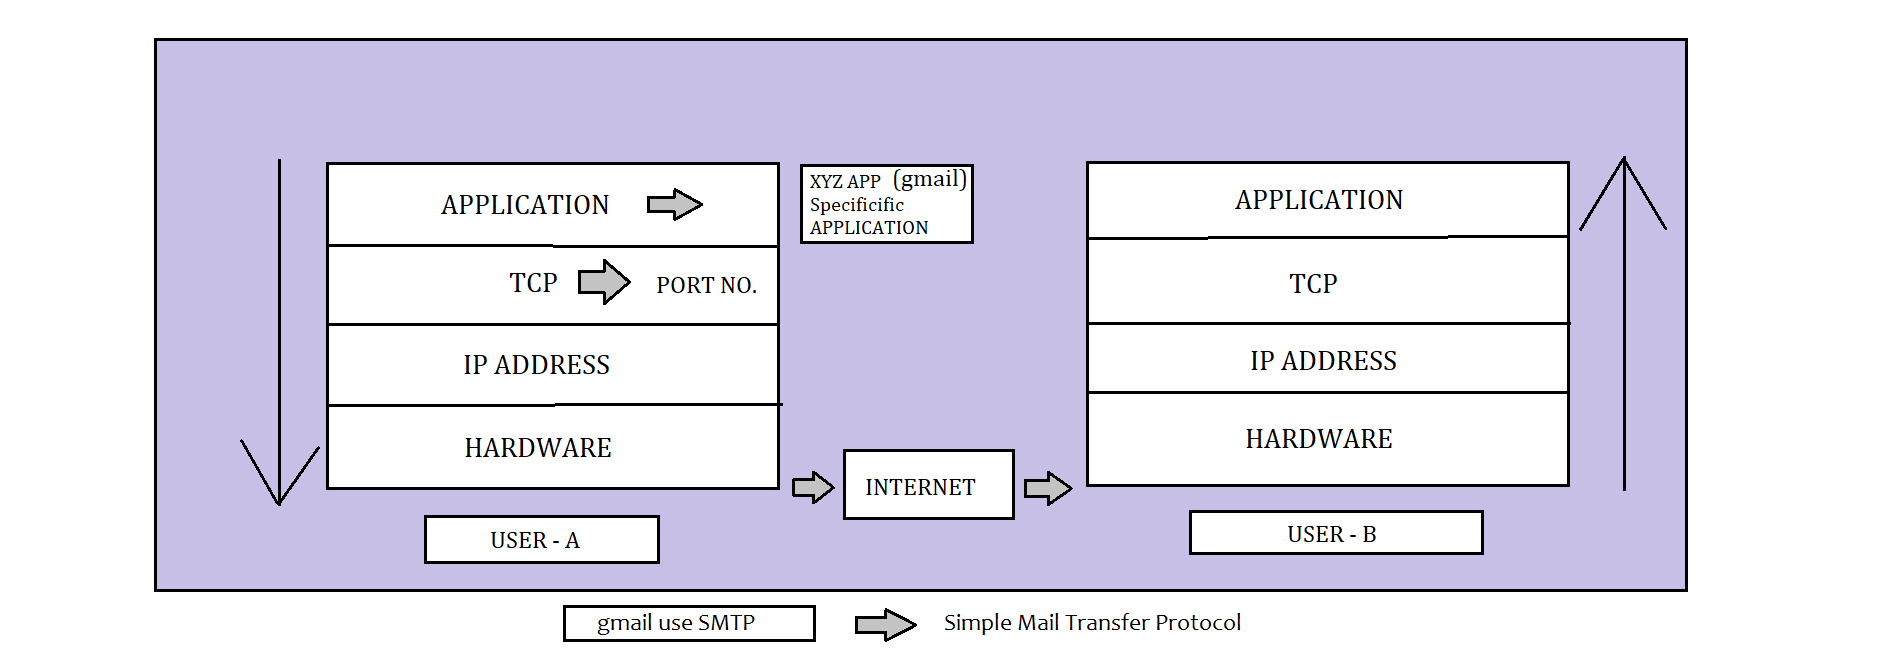 APPLICATION
XYZ APP (gmail)
Specificific
APPLICATION
TCP
PORT NO.
IP ADDRESS
HARDWARE
USER - A
INTERNET
APPLICATION
TCP
IP ADDRESS
HARDWARE
USER - B
gmail use SMTP
Simple Mail Transfer Protocol